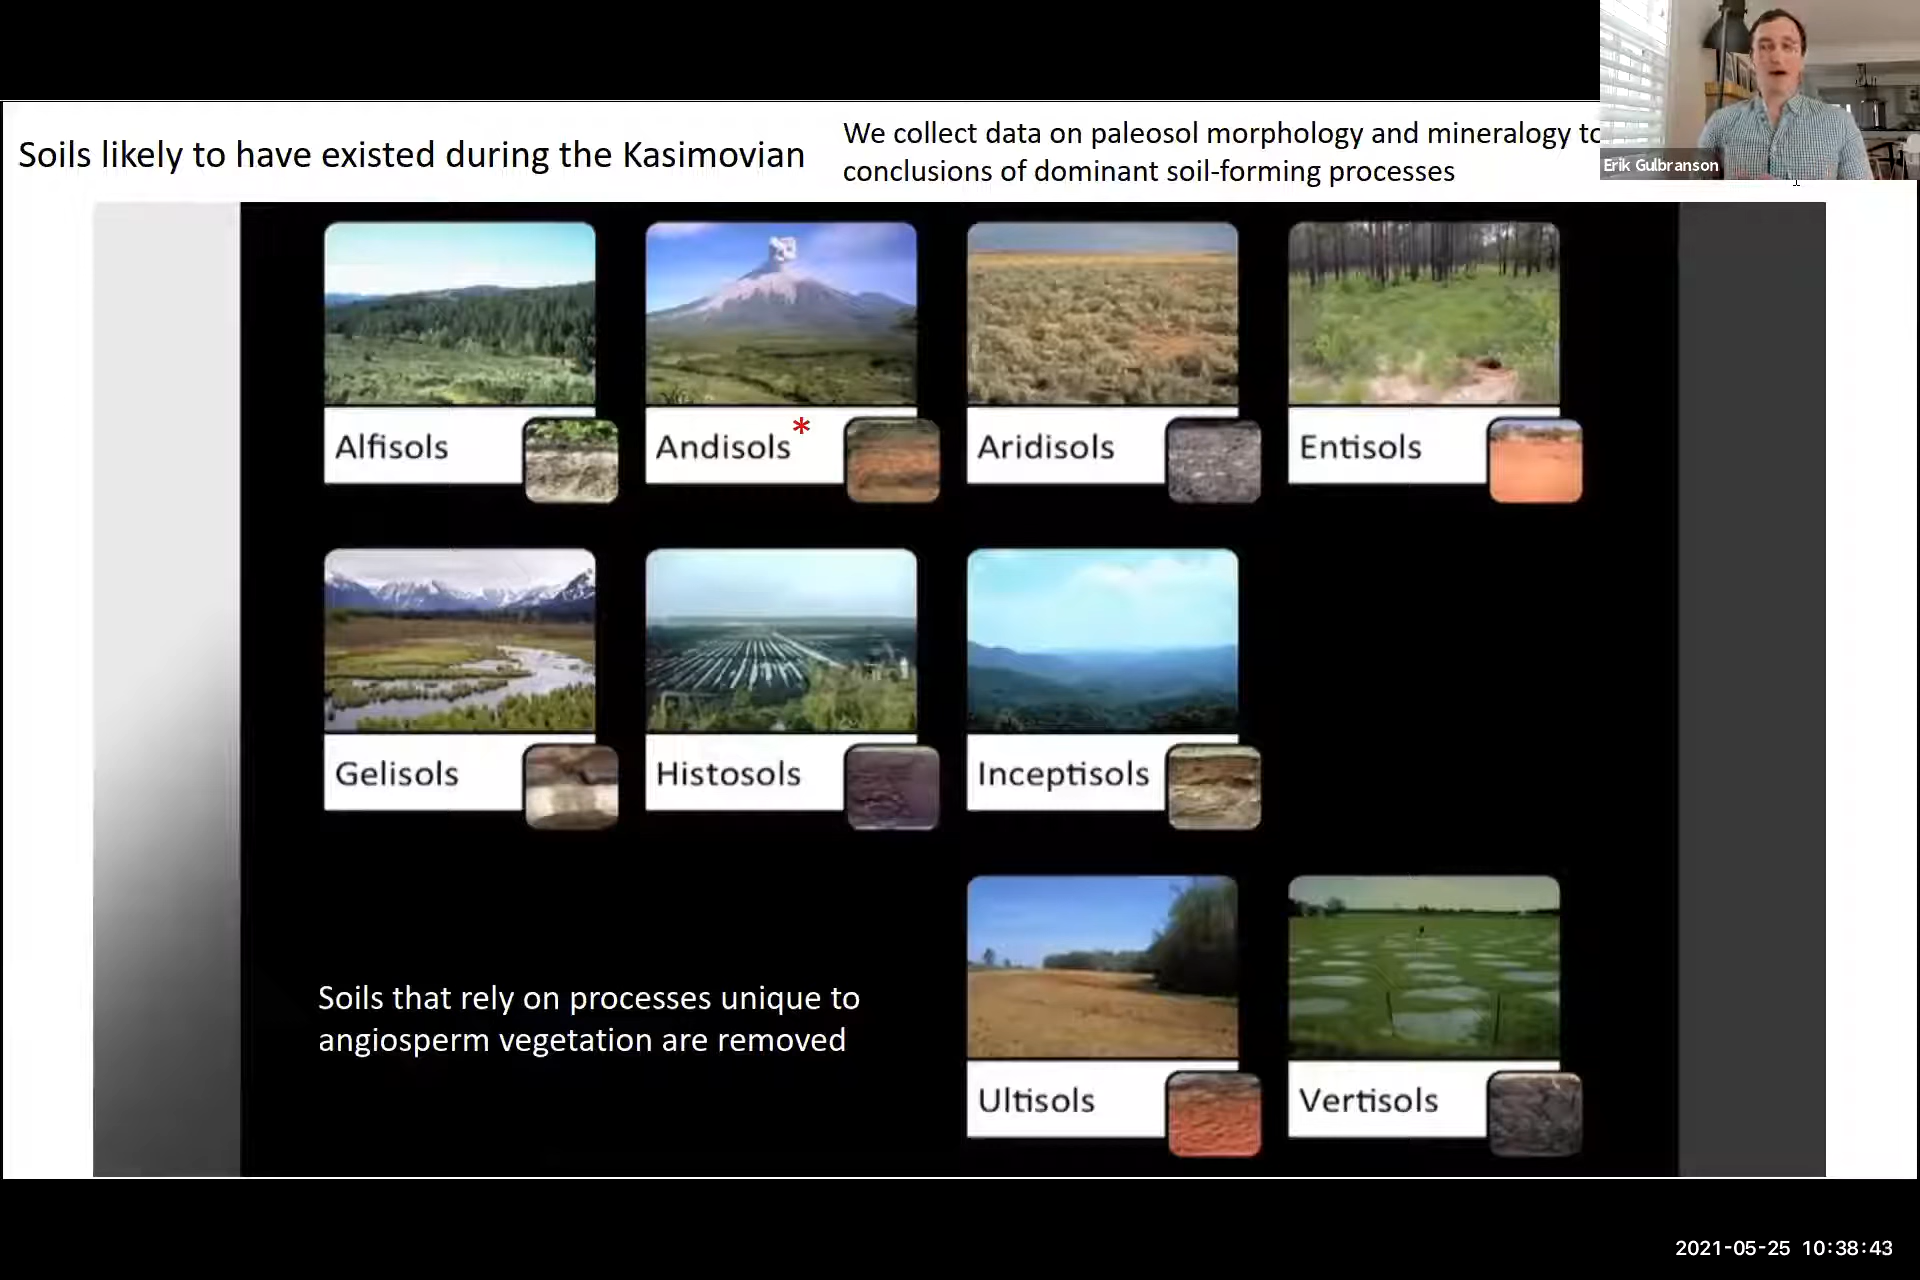 Soils likely to have existed during the Kasimovian
We collect data on paleosol morphology and mineralogy to
conclusions of dominant soil-forming processes
Erik Gulbranson
Alfisols
Andisols*
Aridisols
Entisols
Gelisols
Histosols
Inceptisols
Soils that rely on processes unique to
angiosperm vegetation are removed
Ultisols
Vertisols
2021-05-25 10:38:43